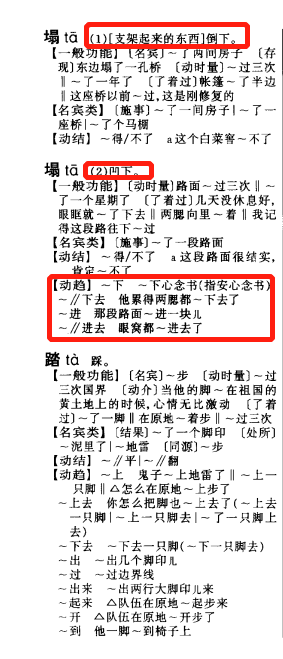 塌 tā (1)[支架起来的东西]倒下。
【一般功能】〔名宾〕～了两间房子 〔存
现〕东边塌了一孔桥 〔动时量〕～过三次
‖～了一年了 〔了着过〕帐篷～了半边
‖这座桥以前～过,这是刚修复的
【名宾类】〔施事〕～了一间房子|～了一
座桥|～了个马棚
【动结】 ～得了～不了 a这个白菜窖～不了
塌 tā (2)凹下。
【一般功能】〔动时量〕路面～过三次‖～
了一个星期了 〔了着过〕几天没休息好,
眼眶就～了下去‖两腮向里～着‖我记
得这段路往下～过
【名宾类】〔施事〕～了一段路面
【动结】 ～得了～不了 a这段路面很结实,
肯定～不了
【动趋】 ～下 ～下心念书(指安心念书)
～∥下去 他累得两腮都～下去了
～进 那段路面～进一块儿
～∥进去 眼窝都～进去了
踏 tà 踩。
【一般功能】〔名宾〕～步 〔动时量〕～过
三次国界 〔动介〕当他的脚～在祖国的
黄土地上的时候,心情无比激动 〔了着
过〕～了一脚‖在原地～着步‖～过三次
【名宾类】〔结果〕～了一个脚印 〔处所〕
～泥里了|～地雷 〔同源〕～步
【动结】 ～∥平|～∥翻
【动趋】 ～上 鬼子～上地雷了‖～上一
只脚‖△怎么在原地～上步了
～上去 你怎么把脚也～上去了(～上去
一只脚|～上一只脚去|～了一只脚上
去)
～下去 ～下去一只脚(～下一只脚去)
～出 ～出几个脚印儿
～过 ～过边界线
～出来 ～出两行大脚印儿来
～起来 △队伍在原地～起步来
～开 △队伍在原地～开步了
～到 他一脚～到椅子上